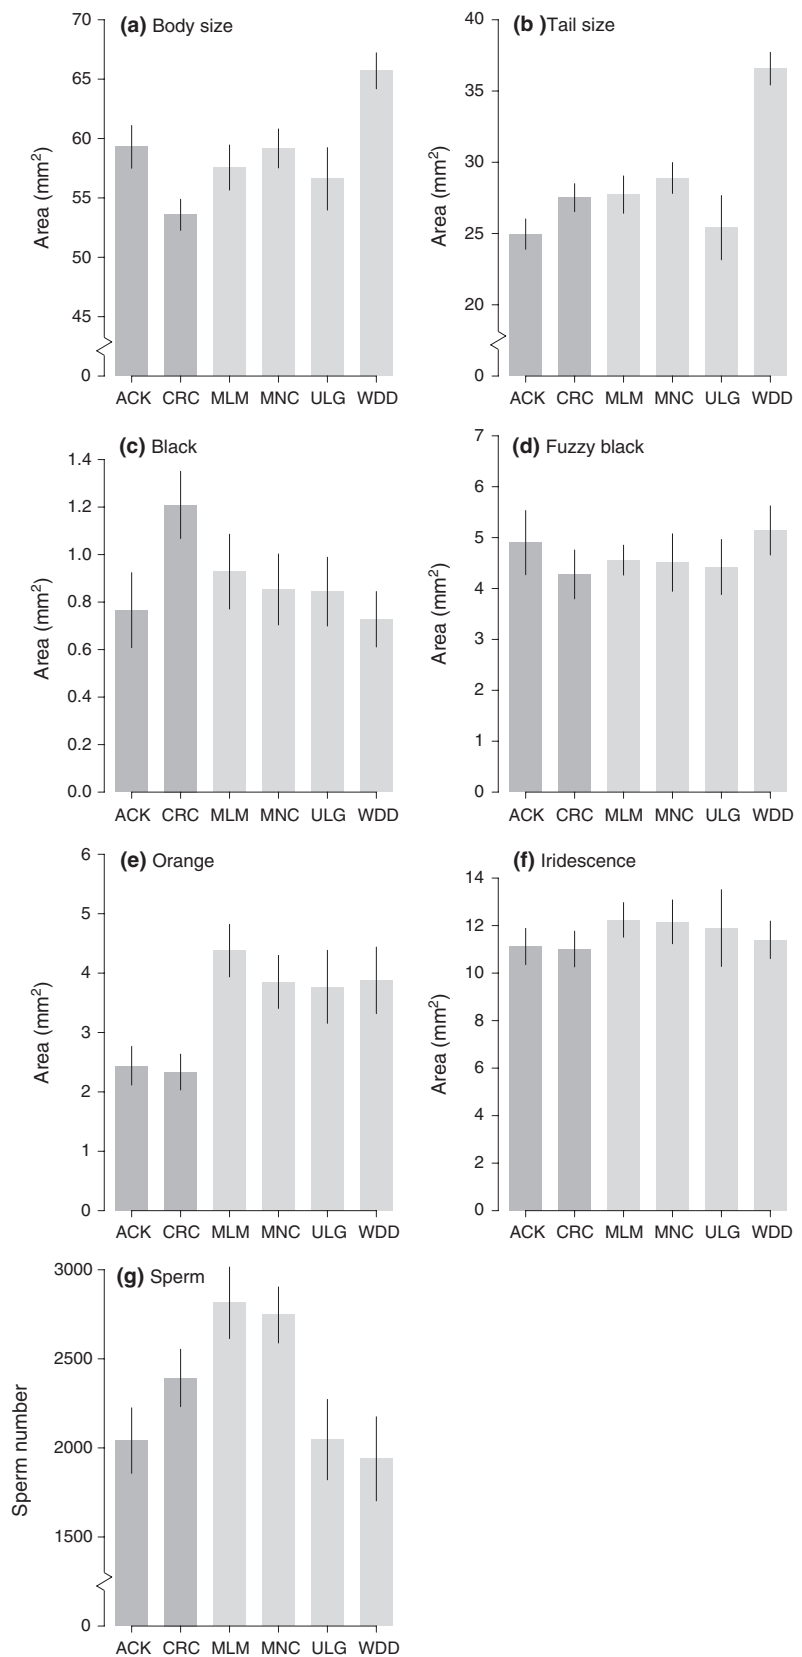 (a) Body size
70
65
60
55
50
45
0
Area (mm²)
ACK CRC MLM MNC ULG WDD
(b )Tail size
40
35
30
25
20
0
Area (mm²)
ACK CRC MLM MNC ULG WDD
(c) Black
1.4
1.2
1.0
0.8
0.6
0.4
0.2
0.0
Area (mm²)
ACK CRC MLM MNC ULG WDD
(d) Fuzzy black
7
6
5
4
3
2
1
0
Area (mm²)
ACK CRC MLM MNC ULG WDD
(e) Orange
6
5
4
3
2
1
0
Area (mm²)
ACK CRC MLM MNC ULG WDD
(f) Iridescence
14
12
10
8
6
4
2
0
Area (mm²)
ACK CRC MLM MNC ULG WDD
(g) Sperm
3000
2500
2000
1500
0
Sperm number
ACK CRC MLM MNC ULG WDD